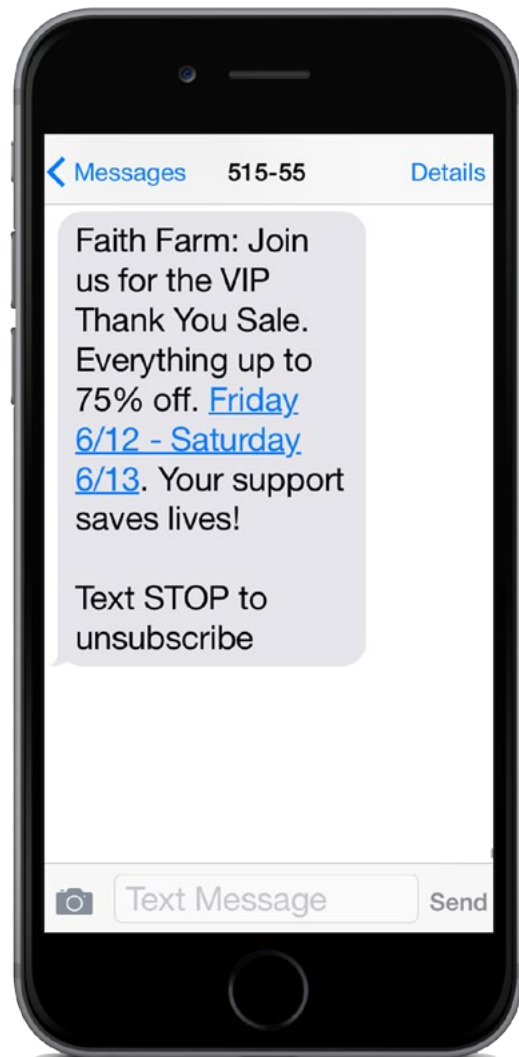 Messages 515-55 Details
Faith Farm: Join
us for the VIP
Thank You Sale.
Everything up to
75% off. Friday
6/12 - Saturday
6/13. Your support
saves lives!
Text STOP to
unsubscribe
Text Message Send